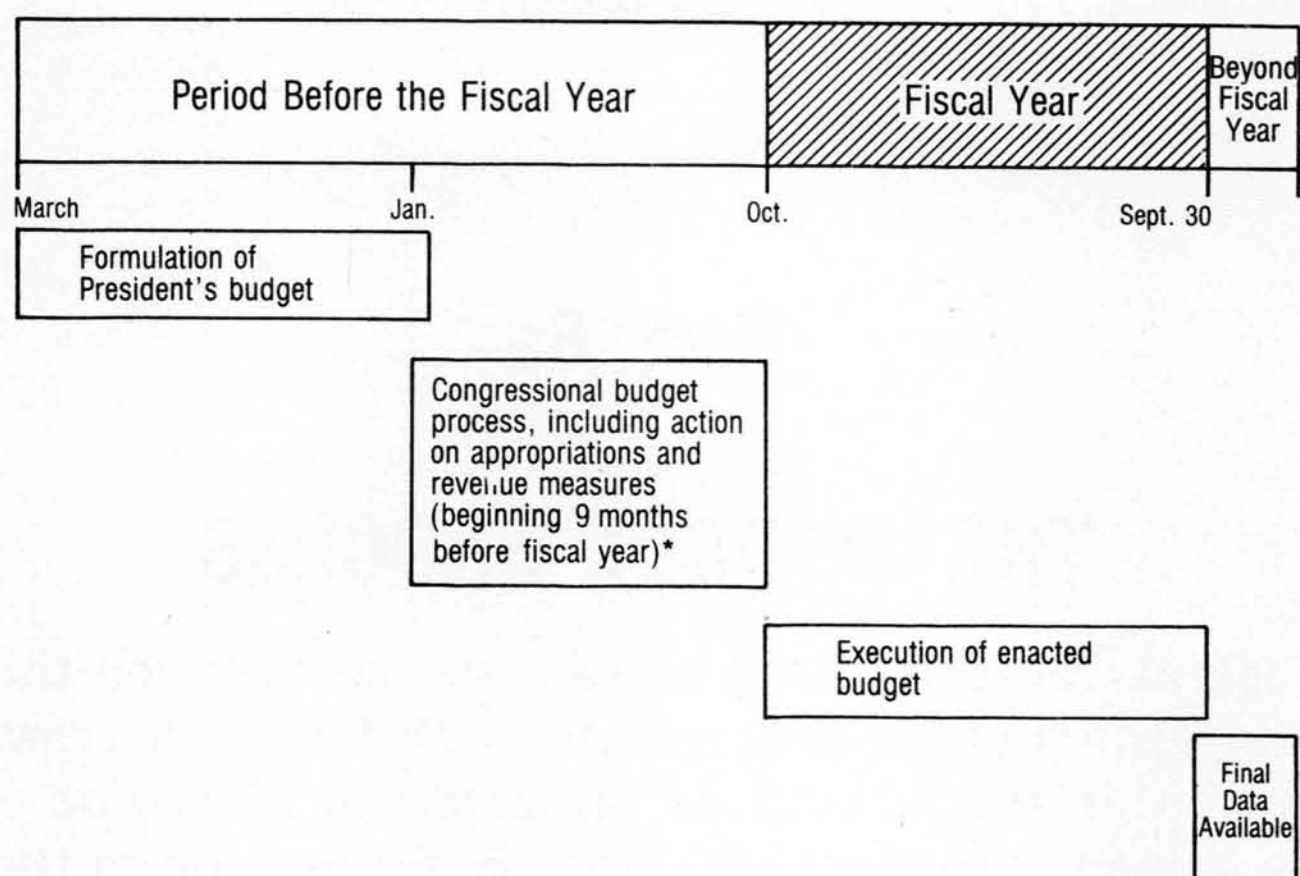 Period Before the Fiscal Year
Fiscal Year
Beyond
Fiscal
Year
March
Jan.
Oct.
Sept. 30
Formulation of
President's budget
Congressional budget
process, including action
on appropriations and
revenue measures
(beginning 9 months
before fiscal year)*
Execution of enacted
budget
Final
Data
Available